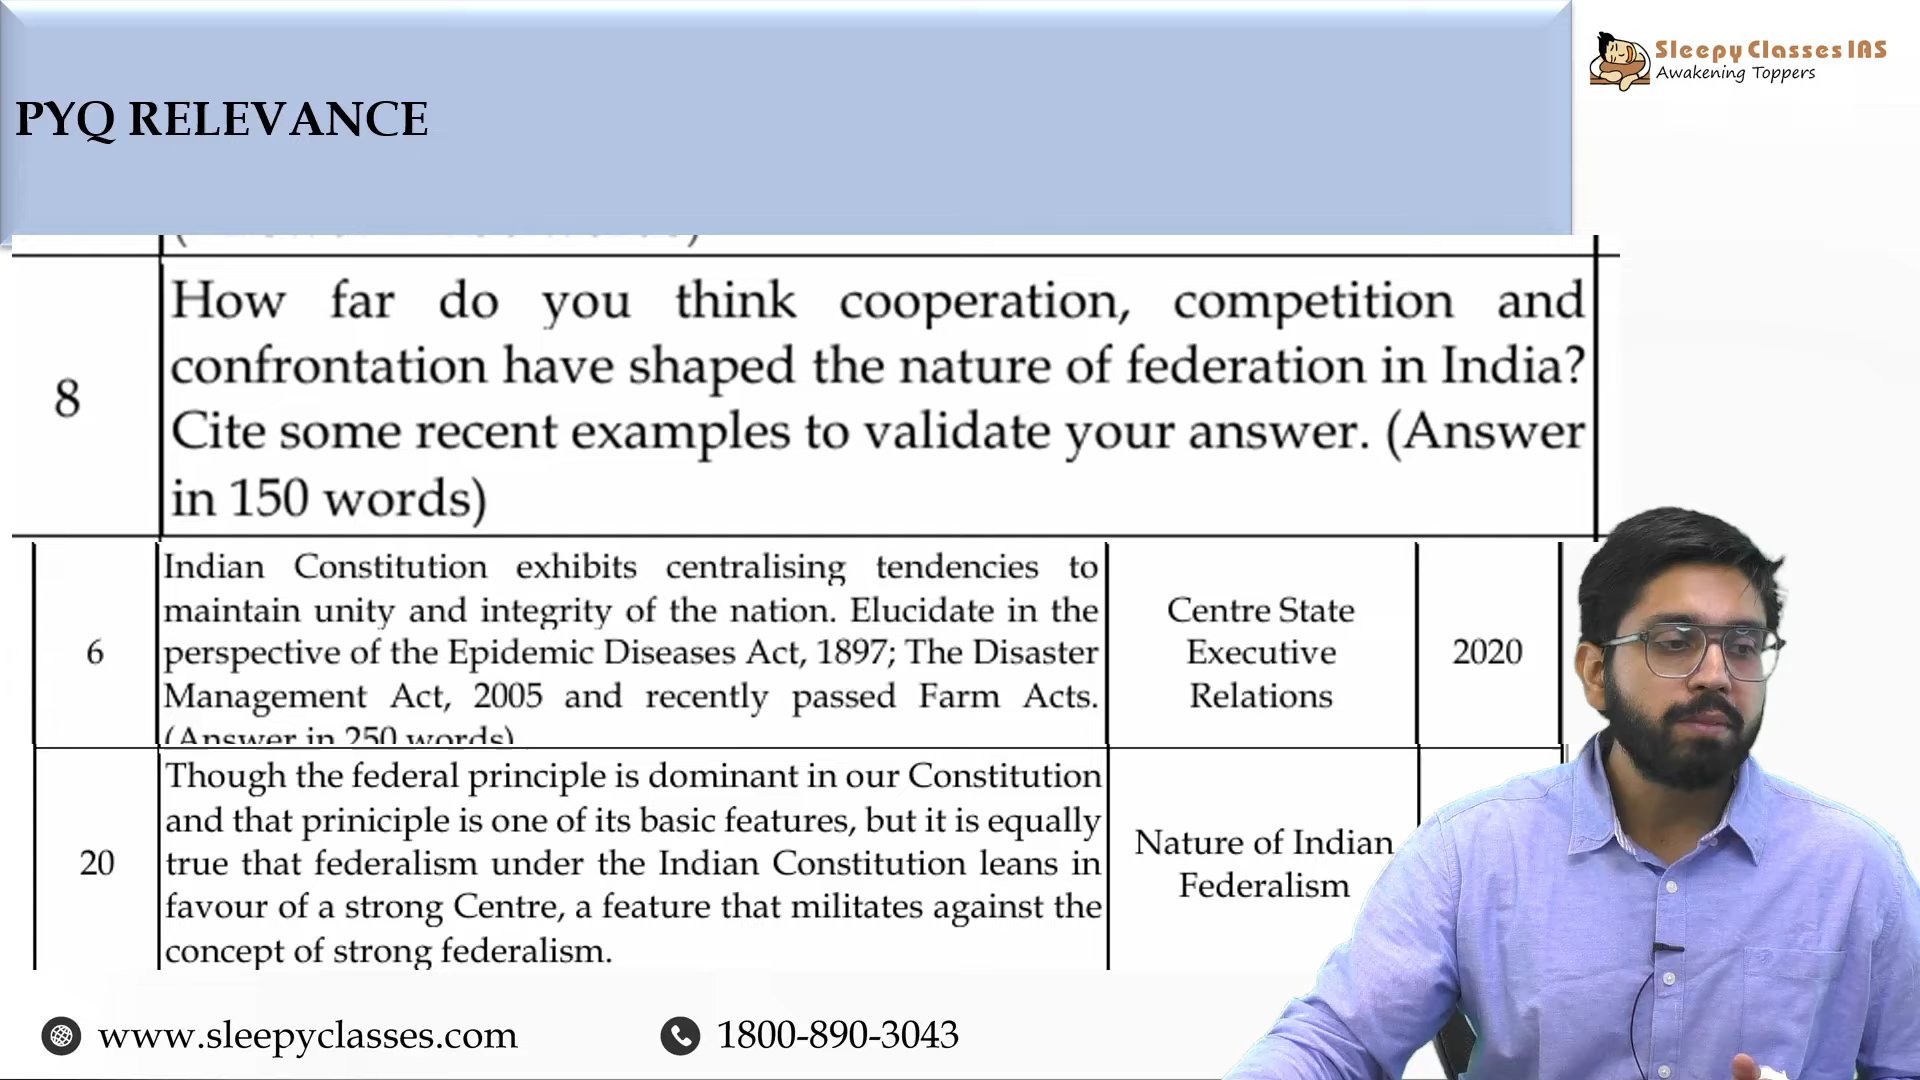 Sleepy Classes IAS
Awakening Toppers
PYQ RELEVANCE
8
How far do you think cooperation, competition and
confrontation have shaped the nature of federation in India?
Cite some recent examples to validate your answer. (Answer
in 150 words)
6
Indian Constitution exhibits centralising tendencies to
maintain unity and integrity of the nation. Elucidate in the
perspective of the Epidemic Diseases Act, 1897; The Disaster
Management Act, 2005 and recently passed Farm Acts.
(Answer in 250 words)
Centre State
Executive
Relations
2020
20
Though the federal principle is dominant in our Constitution
and that priniciple is one of its basic features, but it is equally
true that federalism under the Indian Constitution leans in
favour of a strong Centre, a feature that militates against the
concept of strong federalism.
Nature of Indian
Federalism
www.sleepyclasses.com
1800-890-3043